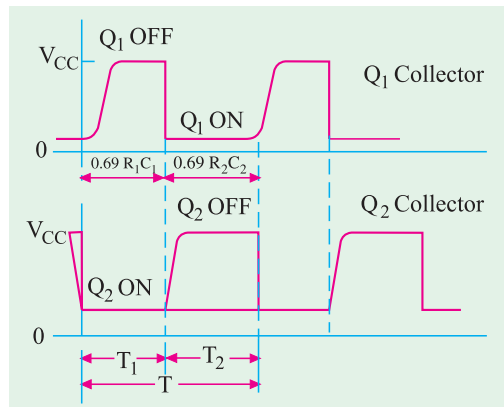 Q1 OFF
VCC
Q1 Collector
Q1 ON
0
0.69 R1C1
0.69 R2C2
Q2 OFF
Q2 Collector
VCC
Q2 ON
0
T1
T2
T